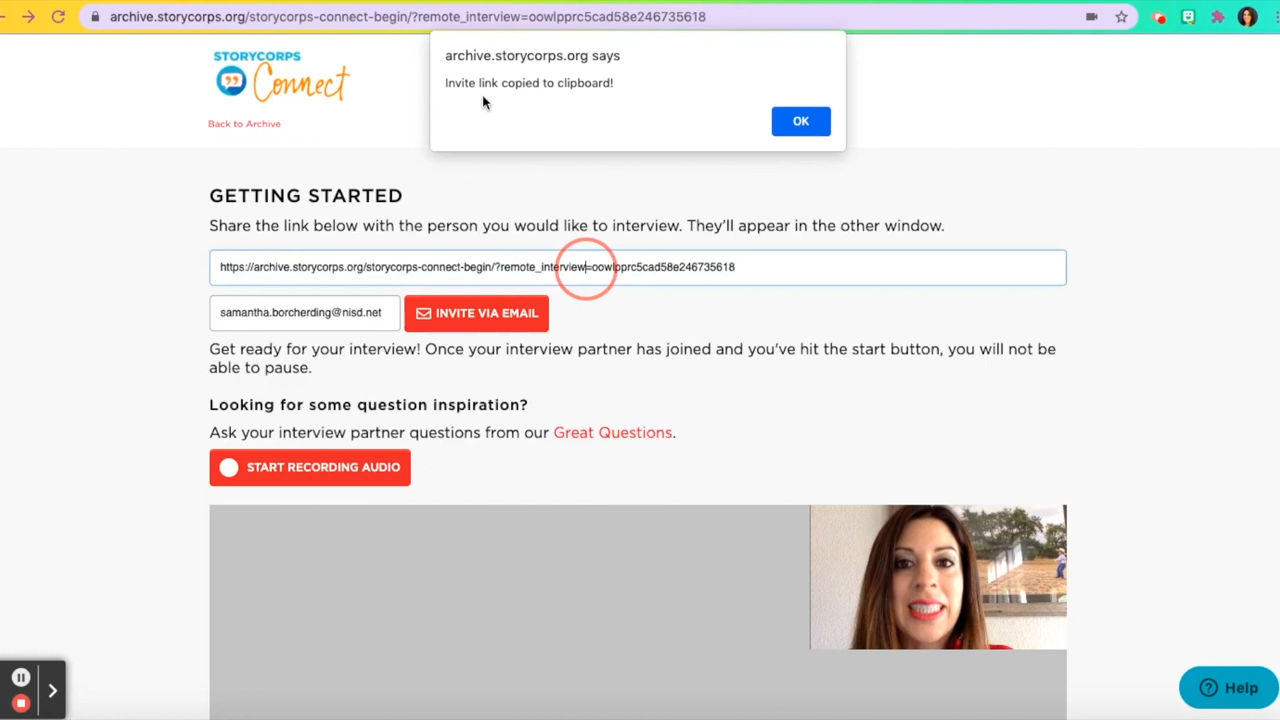 archive.storycorps.org/storycorps-connect-begin/?remote_interview=oowlpprc5cad58e246735618
archive.storycorps.org says
Invite link copied to clipboard!
OK
STORYCORPS
Connect
Back to Archive
GETTING STARTED
Share the link below with the person you would like to interview. They'll appear in the other window.
https://archive.storycorps.org/storycorps-connect-begin/?remote_interview=oowlpprc5cad58e246735618
samantha.borcherding@nisd.net
INVITE VIA EMAIL
Get ready for your interview! Once your interview partner has joined and you've hit the start button, you will not be
able to pause.
Looking for some question inspiration?
Ask your interview partner questions from our Great Questions.
START RECORDING AUDIO
Help